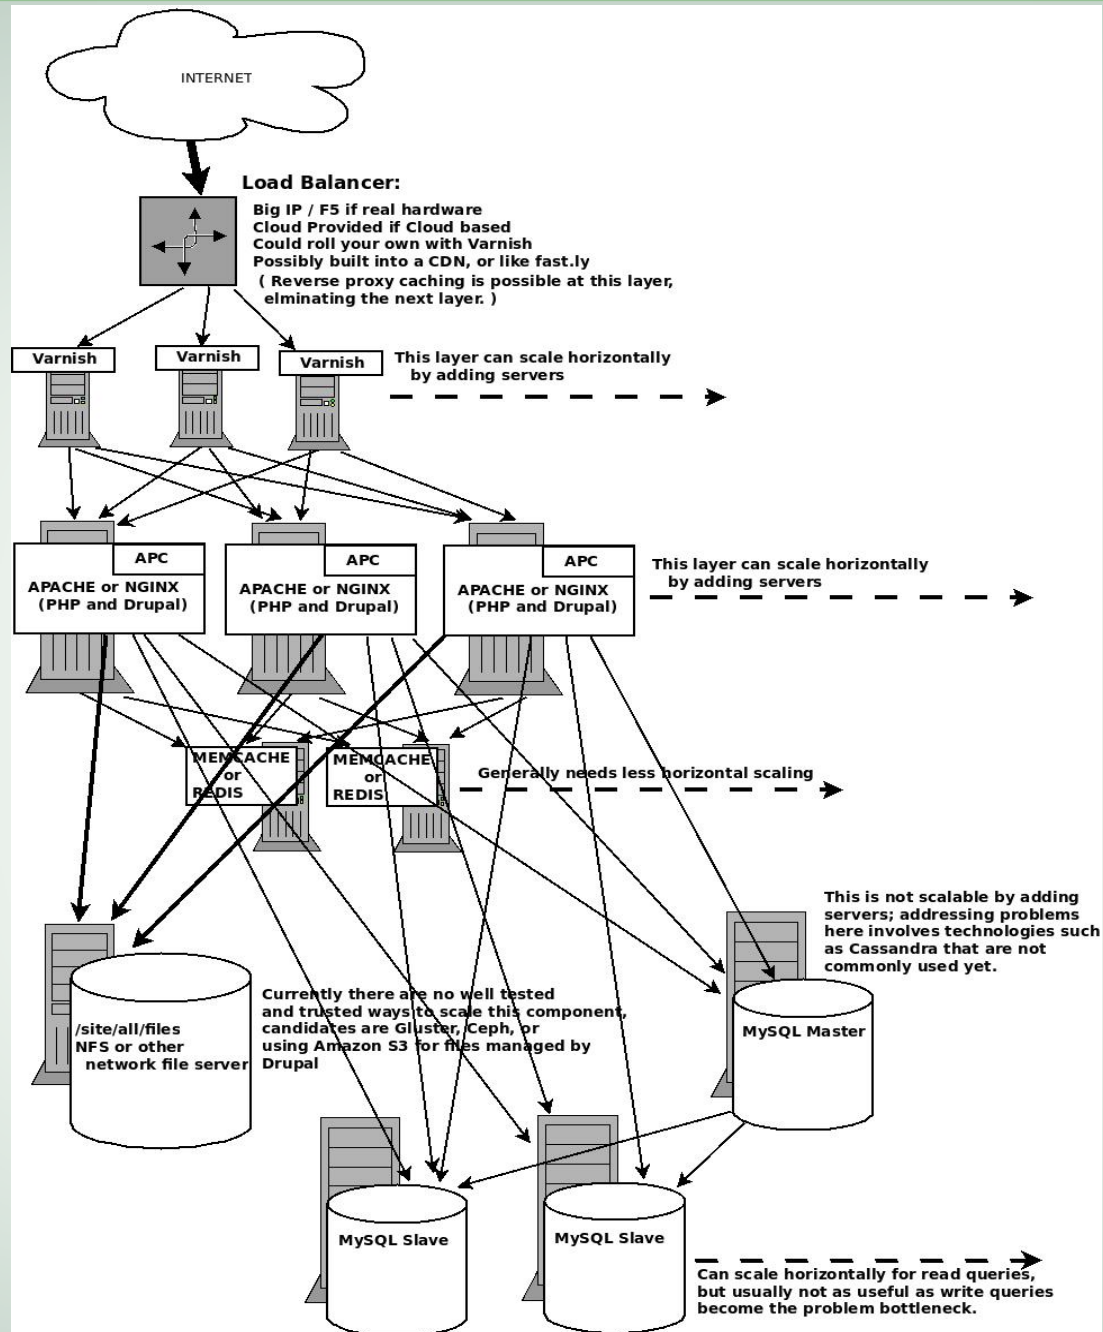 INTERNET
Load Balancer:
Big IP / F5 if real hardware
Cloud Provided if Cloud based
Could roll your own with Varnish
Possibly built into a CDN, or like fast.ly
( Reverse proxy caching is possible at this layer,
elminating the next layer. )
Varnish
Varnish
Varnish
This layer can scale horizontally
by adding servers
APC
APACHE or NGINX
(PHP and Drupal)
APC
APACHE or NGINX
(PHP and Drupal)
APC
APACHE or NGINX
(PHP and Drupal)
This layer can scale horizontally
by adding servers
MEMCACHE
or
REDIS
MEMCACHE
or
REDIS
Generally needs less horizontal scaling
This is not scalable by adding
servers; addressing problems
here involves technologies such
as Cassandra that are not
commonly used yet.
/site/all/files
NFS or other
network file server
Currently there are no well tested
and trusted ways to scale this component,
candidates are Gluster, Ceph, or
using Amazon S3 for files managed by
Drupal
MySQL Master
MySQL Slave
MySQL Slave
Can scale horizontally for read queries,
but usually not as useful as write queries
become the problem bottleneck.